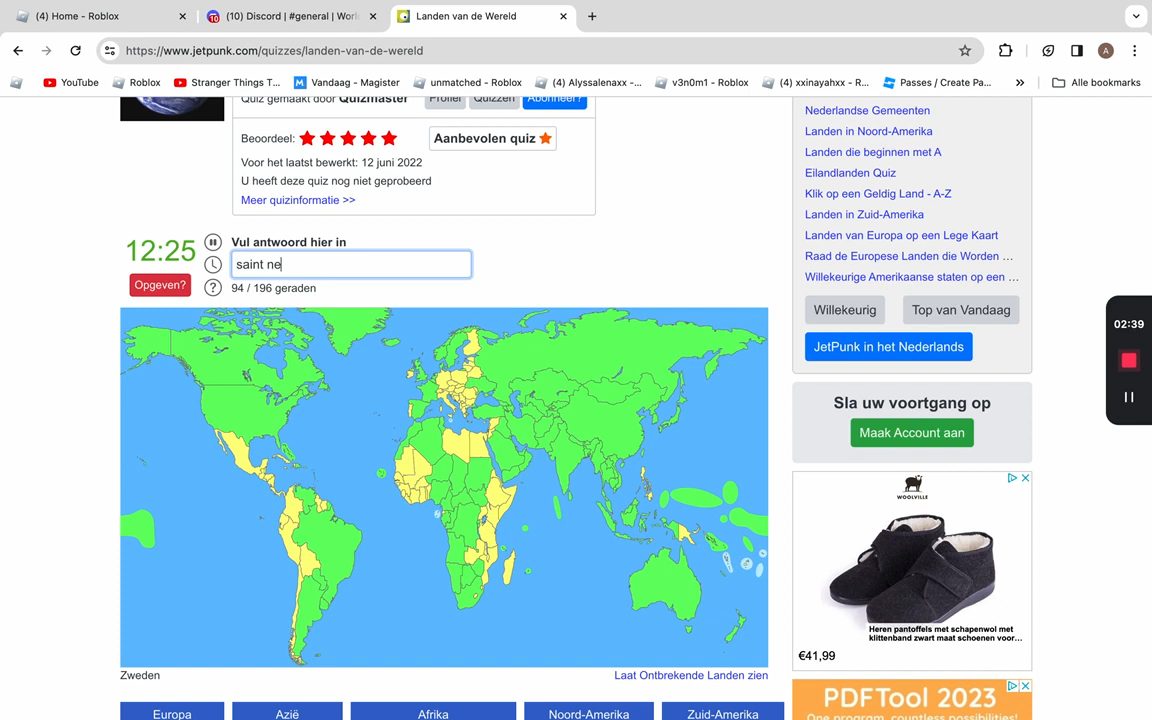 (4) Home - Roblox
(10) Discord | #general | Worl
Landen van de Wereld
https://www.jetpunk.com/quizzes/landen-van-de-wereld
A
YouTube
Roblox
Stranger Things T...
Vandaag - Magister
unmatched - Roblox
(4) Alyssalenaxx -...
v3n0m1 - Roblox
(4) xxinayahxx - R...
Passes / Create Pa...
Alle bookmarks
Quiz gemaakt door Quizmaster
Profiel
Quizzen
Abonneer?
Beoordeel:
Aanbevolen quiz
Voor het laatst bewerkt: 12 juni 2022
U heeft deze quiz nog niet geprobeerd
Meer quizinformatie >>
12:25
Opgeven?
Vul antwoord hier in
saint ne
94 / 196 geraden
Zweden
Laat Ontbrekende Landen zien
Europa
Azië
Afrika
Noord-Amerika
Zuid-Amerika
Nederlandse Gemeenten
Landen in Noord-Amerika
Landen die beginnen met A
Eilandlanden Quiz
Klik op een Geldig Land - A-Z
Landen in Zuid-Amerika
Landen van Europa op een Lege Kaart
Raad de Europese Landen die Worden ...
Willekeurige Amerikaanse staten op een ...
Willekeurig
Top van Vandaag
JetPunk in het Nederlands
Sla uw voortgang op
Maak Account aan
WOOLVILLE
Heren pantoffels met schapenwol met
klittenband zwart maat schoenen voor...
€41,99
PDFTool 2023
One program, countless possibilities!
02:39